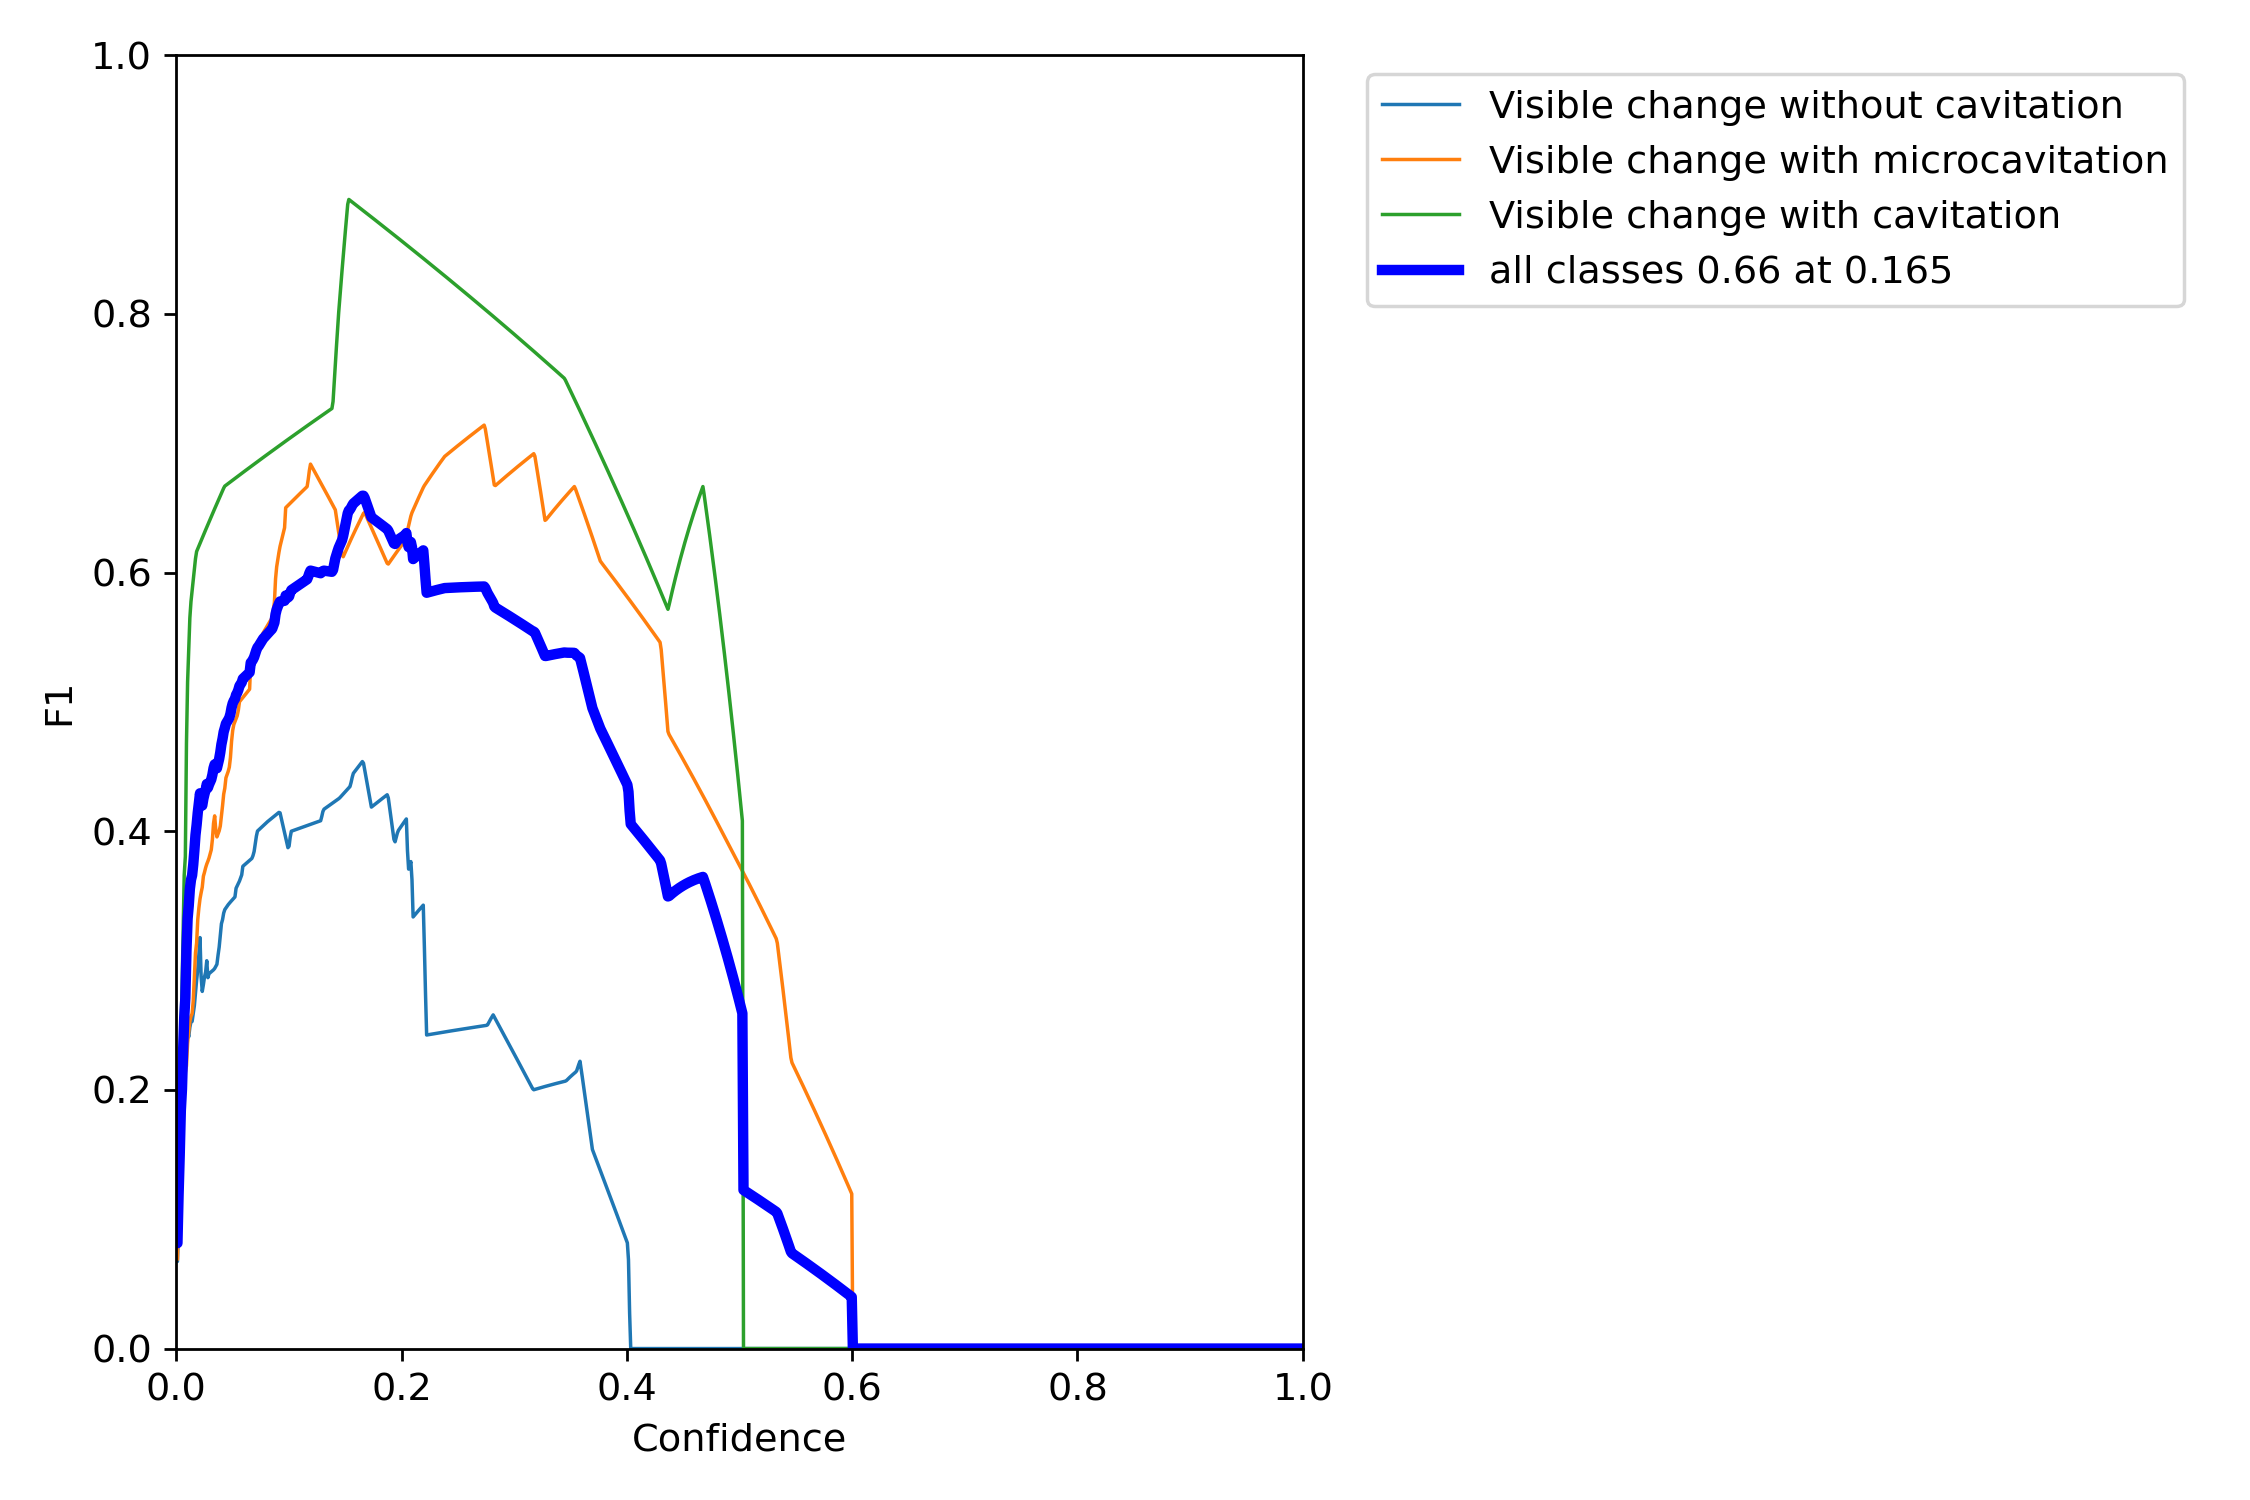 1.0
0.8
0.6
0.4
0.2
0.0
F1
0.0 0.2 0.4 0.6 0.8 1.0
Confidence
Visible change without cavitation
Visible change with microcavitation
Visible change with cavitation
all classes 0.66 at 0.165